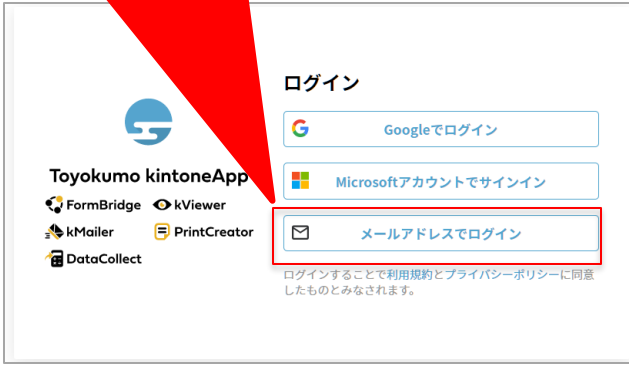 ログイン
Googleでログイン
Toyokumo kintoneApp
Microsoftアカウントでサインイン
FormBridge kViewer
kMailer PrintCreator
メールアドレスでログイン
DataCollect
ログインすることで利用規約とプライバシーポリシーに同意
したものとみなされます。